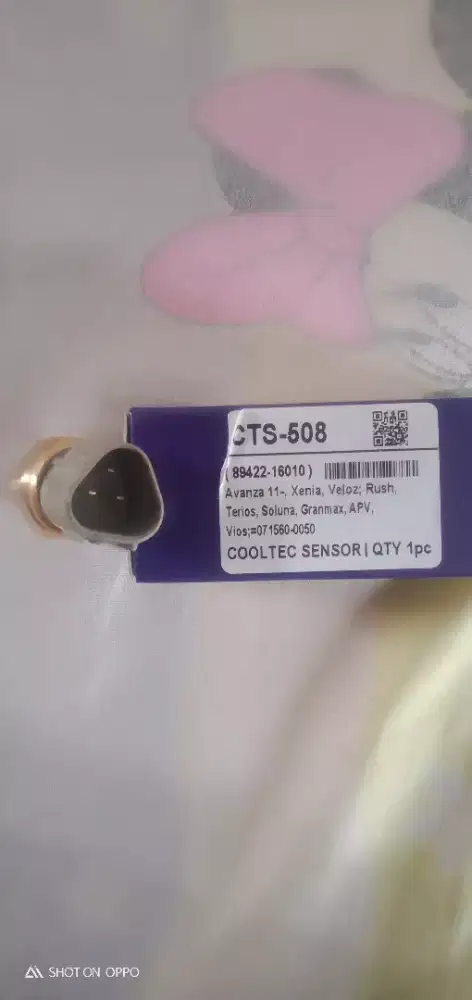 CTS-508
(89422-16010)
Avanza 11-, Xenia, Veloz; Rush,
Terios, Soluna, Granmax, APV,
Vios;=071560-0050
COOLTEC SENSOR| QTY 1pc
SHOT ON OPPO